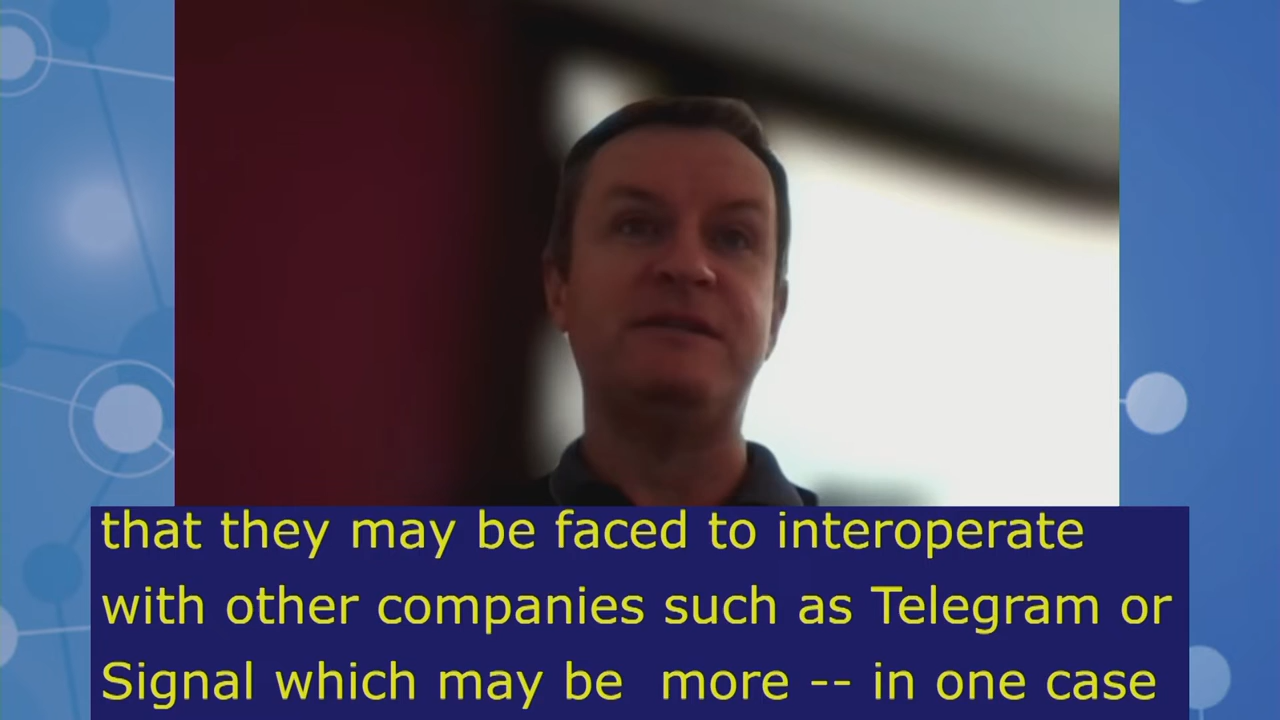 that they may be faced to interoperate
with other companies such as Telegram or
Signal which may be  more -- in one case